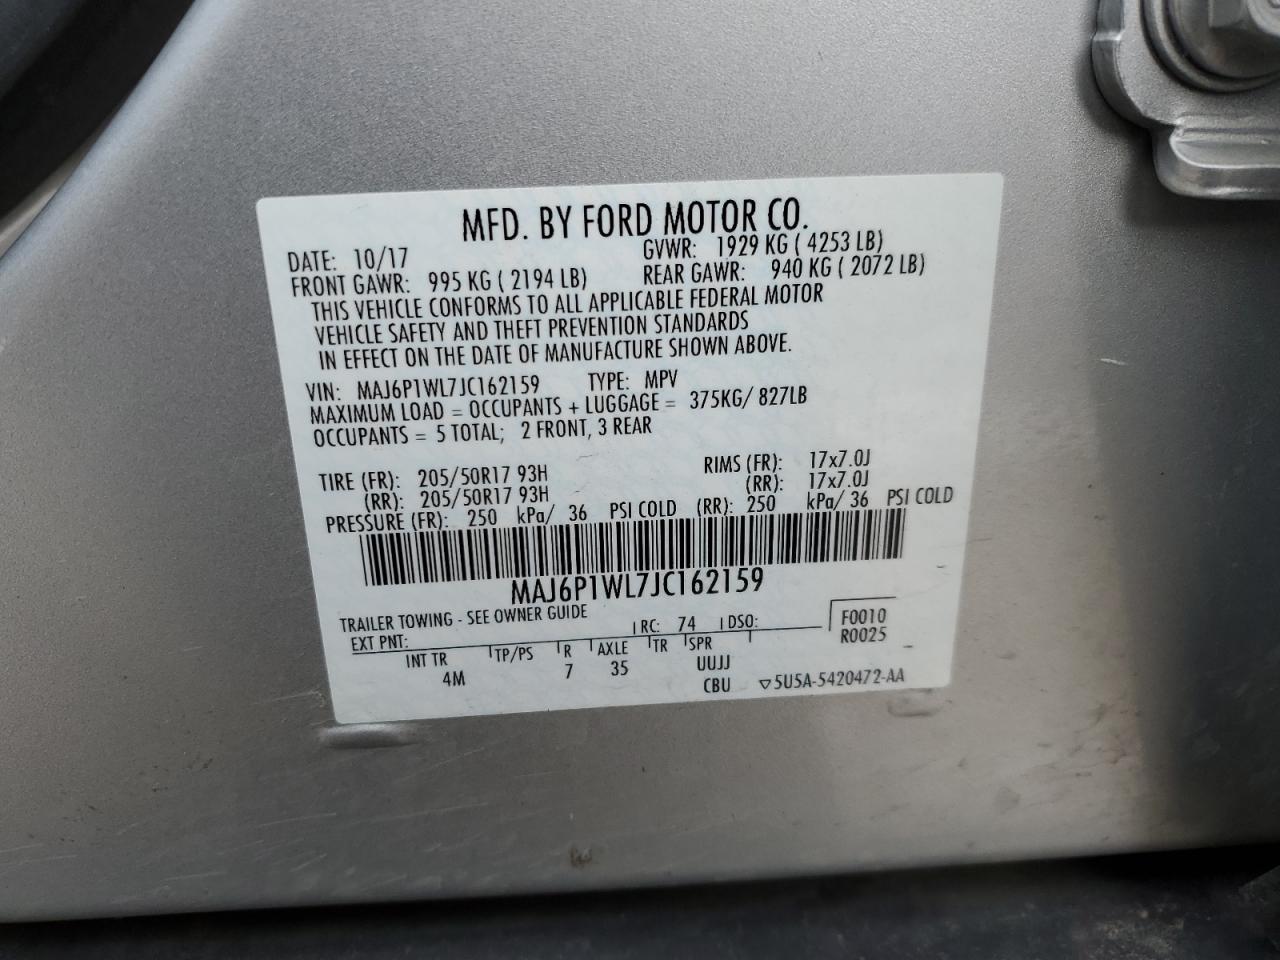 MFD. BY FORD MOTOR CO.
DATE: 10/17 GVWR: 1929 KG ( 4253 LB)
FRONT GAWR: 995 KG ( 2194 LB) REAR GAWR: 940 KG ( 2072 LB)
THIS VEHICLE CONFORMS TO ALL APPLICABLE FEDERAL MOTOR
VEHICLE SAFETY AND THEFT PREVENTION STANDARDS
IN EFFECT ON THE DATE OF MANUFACTURE SHOWN ABOVE.
VIN: MAJ6P1WL7JC162159 TYPE: MPV
MAXIMUM LOAD = OCCUPANTS + LUGGAGE = 375KG/ 827LB
OCCUPANTS = 5 TOTAL; 2 FRONT, 3 REAR
TIRE (FR): 205/50R17 93H RIMS (FR): 17x7.0J
(RR): 205/50R17 93H (RR): 17x7.0J
PRESSURE (FR): 250 kPa/ 36 PSI COLD (RR): 250 kPa/ 36 PSI COLD
MAJ6P1WL7JC162159
TRAILER TOWING - SEE OWNER GUIDE
EXT PNT: RC: 74 DSO: F0010
R0025
INT TR TP/PS R AXLE TR SPR
4M 7 35 UUJJ
CBU ▽5U5A-5420472-AA